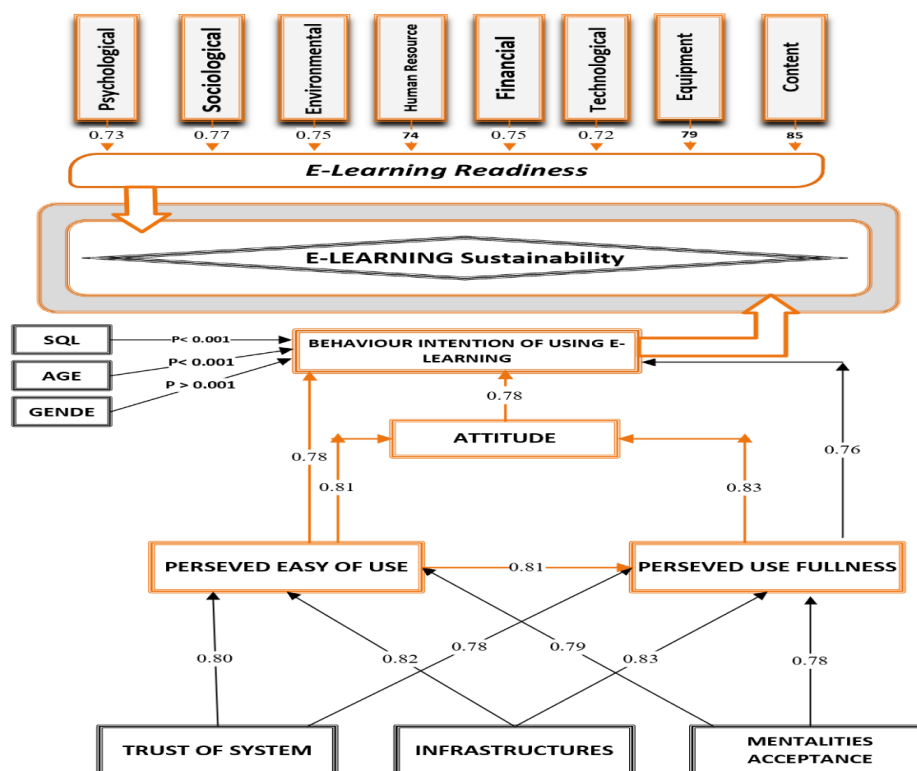 Psychological
Sociological
Environmental
Human Resource
Financial
Technological
Equipment
Content
0.73
0.77
0.75
74
0.75
0.72
79
85
E-Learning Readiness
E-LEARNING Sustainability
SQL
P< 0.001
BEHAVIOUR INTENTION OF USING E-
LEARNING
AGE
P< 0.001
P > 0.001
GENDE
0.78
ATTITUDE
0.78
0.76
0.81
0.83
PERSEVED EASY OF USE
0.81
PERSEVED USE FULLNESS
0.80
0.82
0.78
0.79
0.83
0.78
TRUST OF SYSTEM
INFRASTRUCTURES
MENTALITIES
ACCEPTANCE